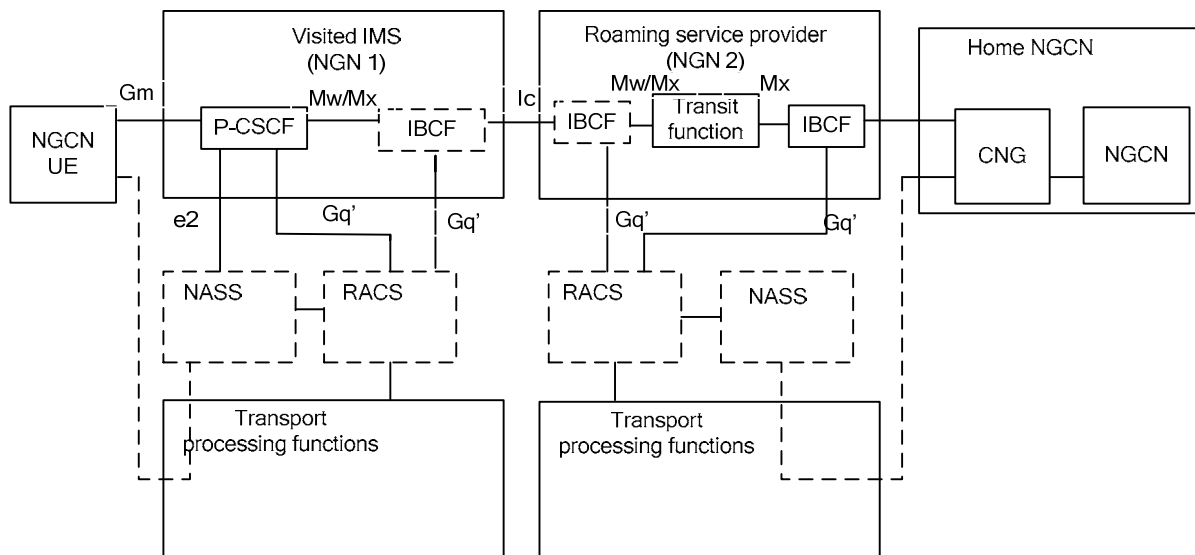 Visited IMS
(NGN 1)
Roaming service provider
(NGN 2)
Home NGCN
Gm
Mw/Mx
Ic
Mw/Mx
Mx
NGCN
UE
P-CSCF
IBCF
IBCF
Transit
function
IBCF
CNG
NGCN
e2
Gq’
Gq’
Gq’
Gq’
NASS
RACS
RACS
NASS
Transport
processing functions
Transport
processing functions